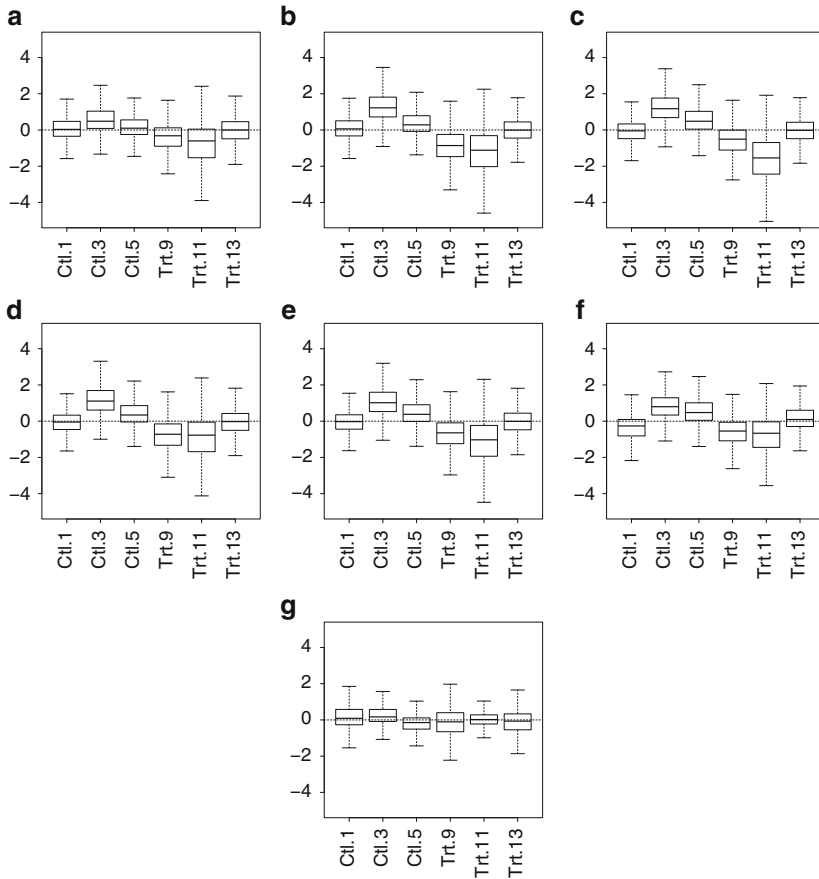 a
4
2
0
−2
−4
Ctl.1
Ctl.3
Ctl.5
Trt.9
Trt.11
Trt.13
b
4
2
0
−2
−4
Ctl.1
Ctl.3
Ctl.5
Trt.9
Trt.11
Trt.13
c
4
2
0
−2
−4
Ctl.1
Ctl.3
Ctl.5
Trt.9
Trt.11
Trt.13
d
4
2
0
−2
−4
Ctl.1
Ctl.3
Ctl.5
Trt.9
Trt.11
Trt.13
e
4
2
0
−2
−4
Ctl.1
Ctl.3
Ctl.5
Trt.9
Trt.11
Trt.13
f
4
2
0
−2
−4
Ctl.1
Ctl.3
Ctl.5
Trt.9
Trt.11
Trt.13
g
4
2
0
−2
−4
Ctl.1
Ctl.3
Ctl.5
Trt.9
Trt.11
Trt.13